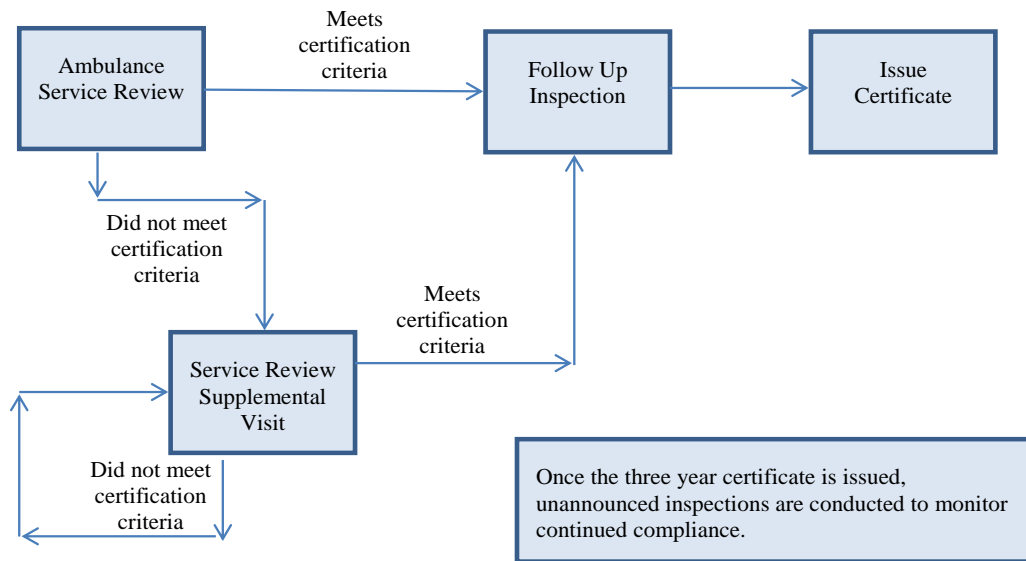 Meets
certification
criteria
Ambulance
Service Review
Follow Up
Inspection
Issue
Certificate
Did not meet
certification
criteria
Meets
certification
criteria
Service Review
Supplemental
Visit
Did not meet
certification
criteria
Once the three year certificate is issued,
unannounced inspections are conducted to monitor
continued compliance.